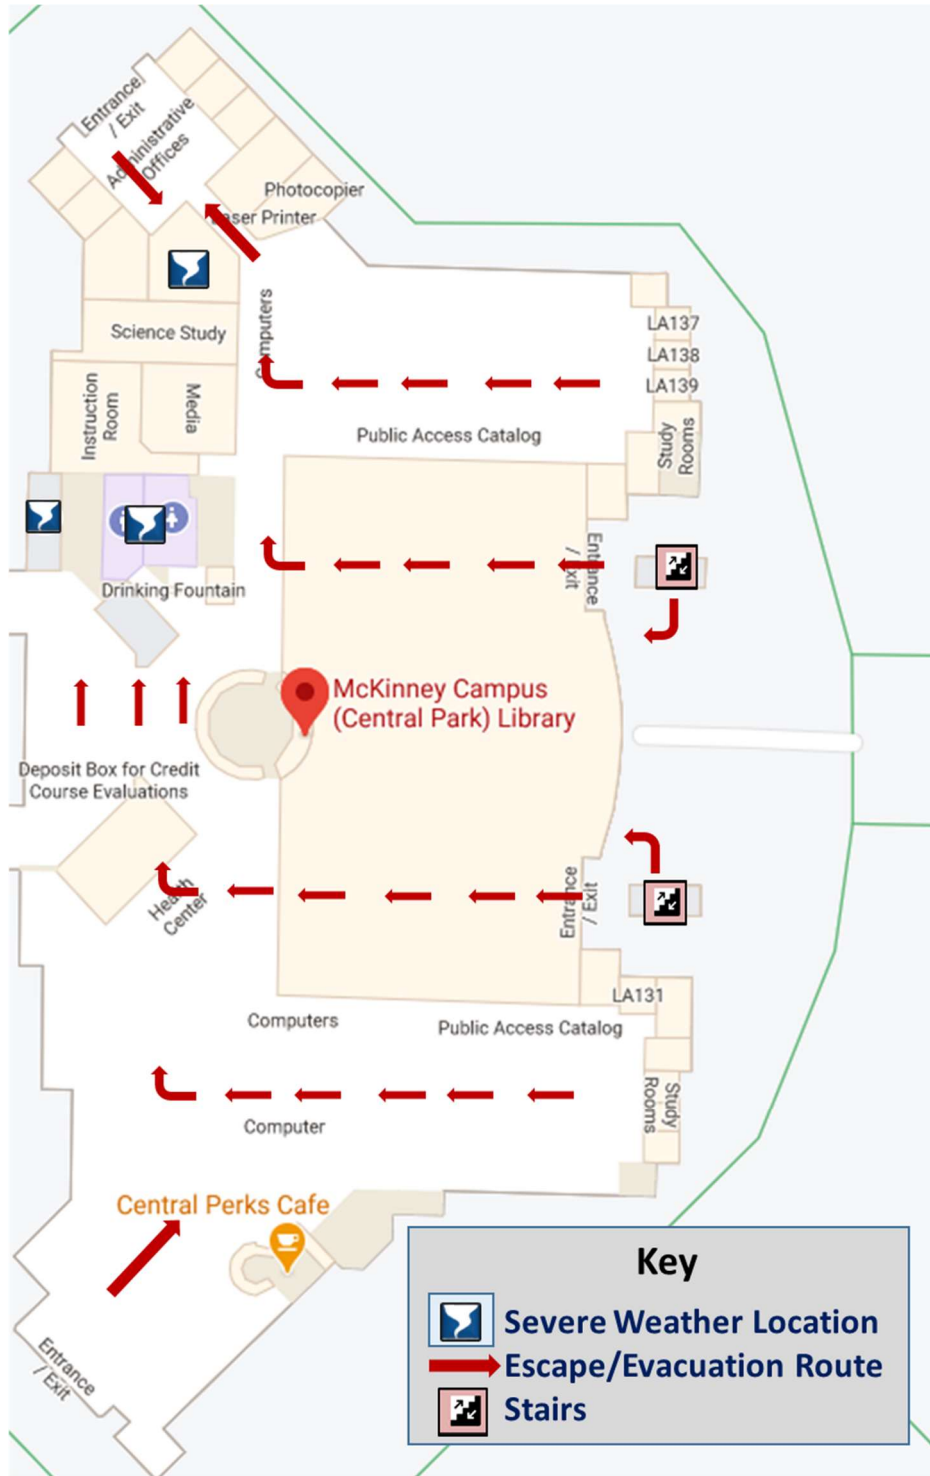 Entrance
/ Exit
Administrative
Offices
Photocopier
Laser Printer
Science Study
Computers
LA137
LA138
LA139
Instruction
Room
Media
Public Access Catalog
Study
Rooms
Entrance
/ Exit
Drinking Fountain
McKinney Campus
(Central Park) Library
Deposit Box for Credit
Course Evaluations
Health
Center
Entrance
/ Exit
LA131
Computers
Public Access Catalog
Study
Rooms
Computer
Central Perks Cafe
Entrance
/ Exit
Key
Severe Weather Location
Escape/Evacuation Route
Stairs